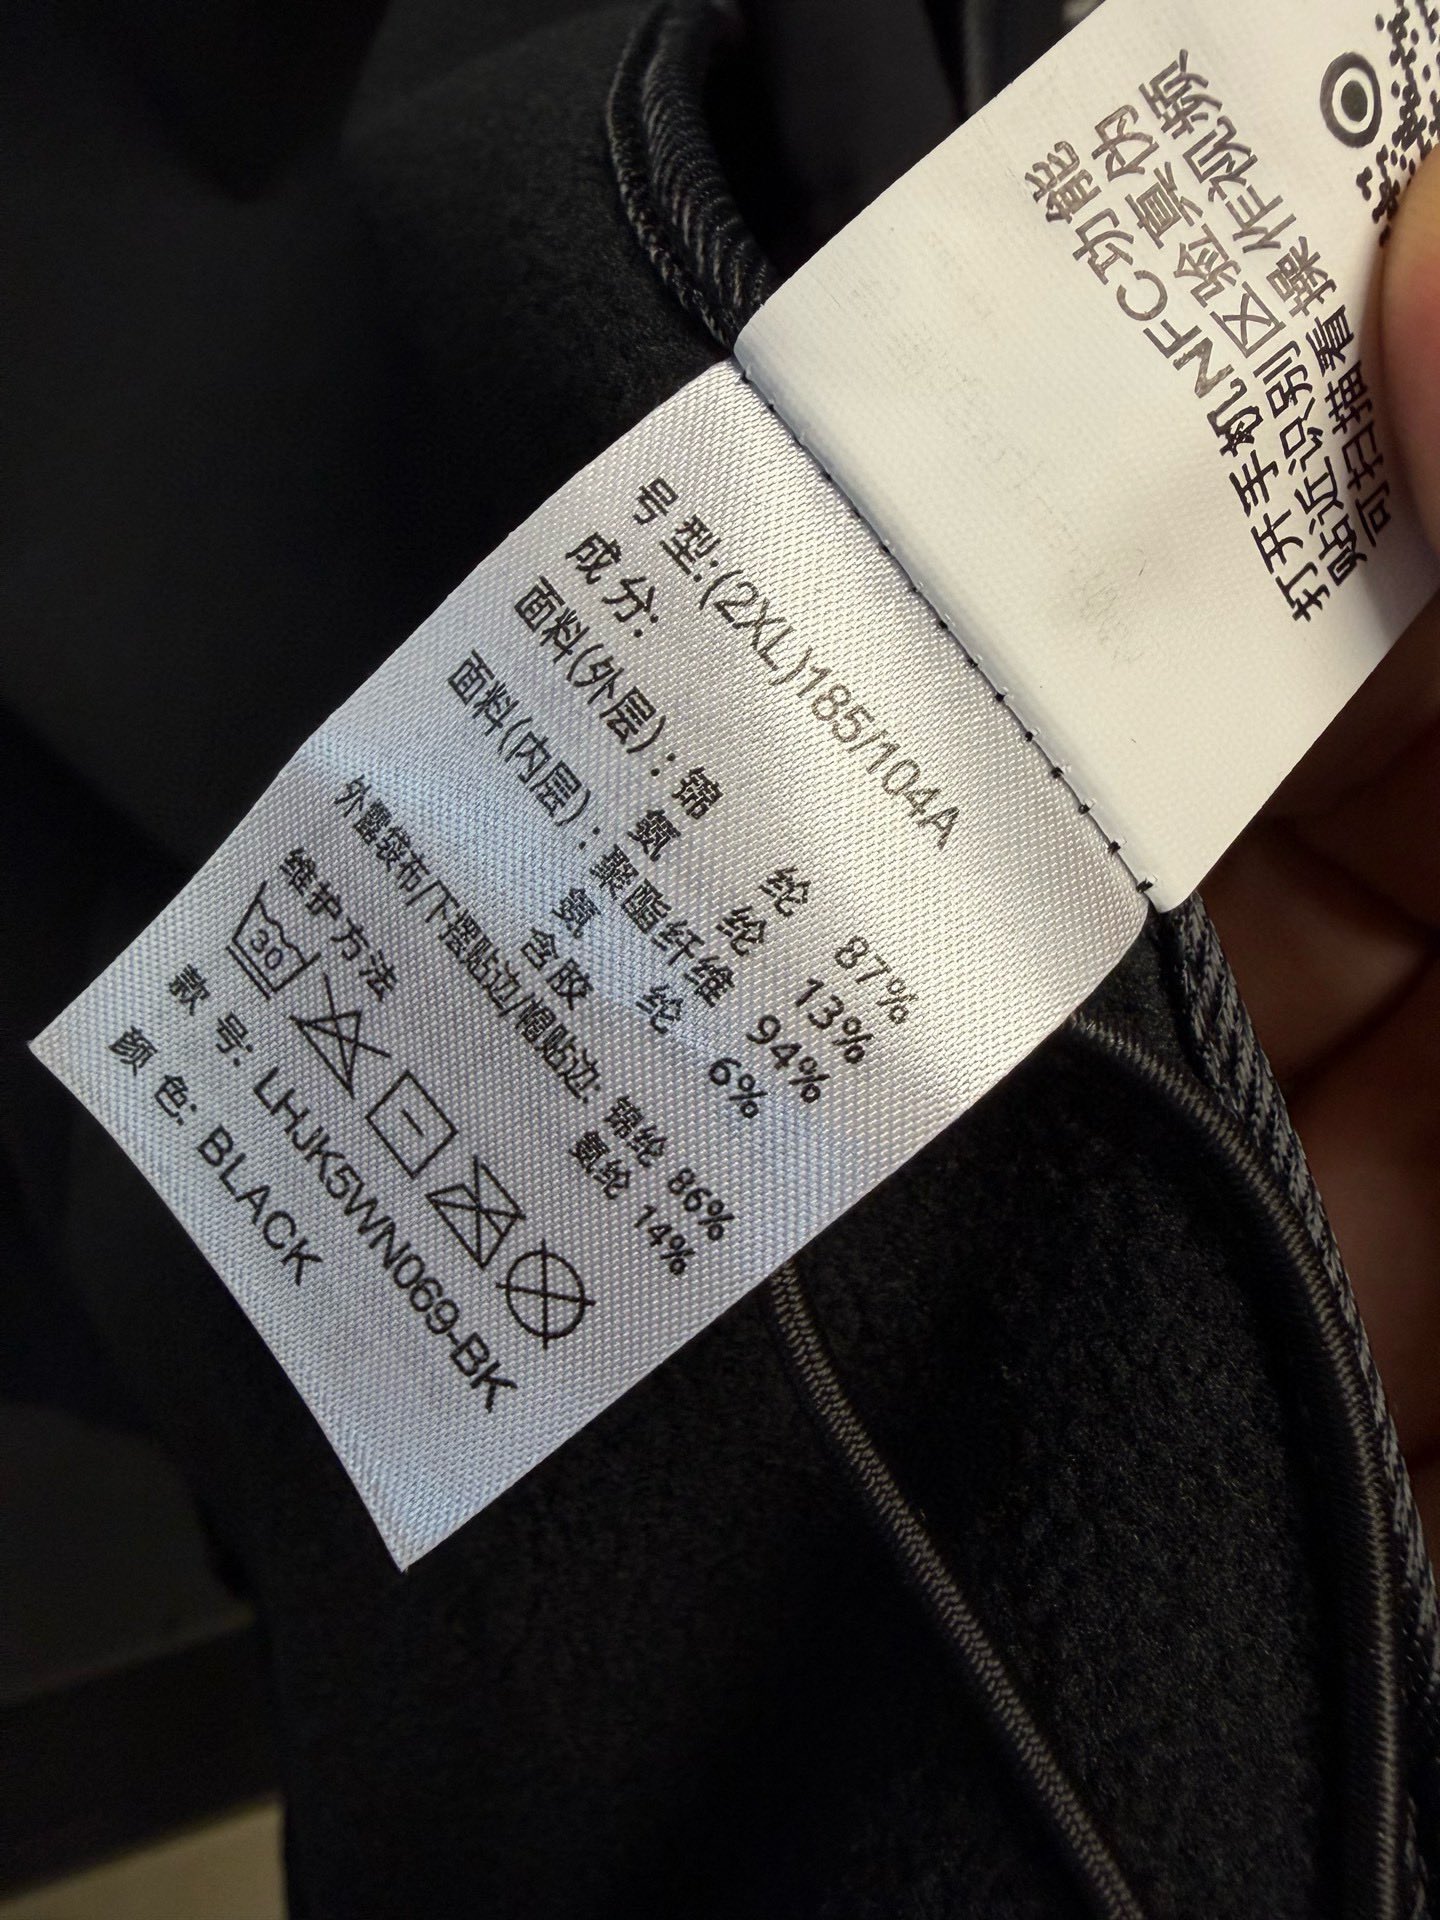 打开手机NFC功能
贴近识别区验真伪
可扫描看操作视频
号型:(2XL)185/104A
成分:
面料(外层): 锦纶 87%
氨纶 13%
面料(内层): 聚酯纤维 94%
氨纶 6%
含胶
外露袋布/下摆贴边/帽贴边: 锦纶 86%
氨纶 14%
维护方法
30
款号: LHJK5WN069-BK
颜色: BLACK